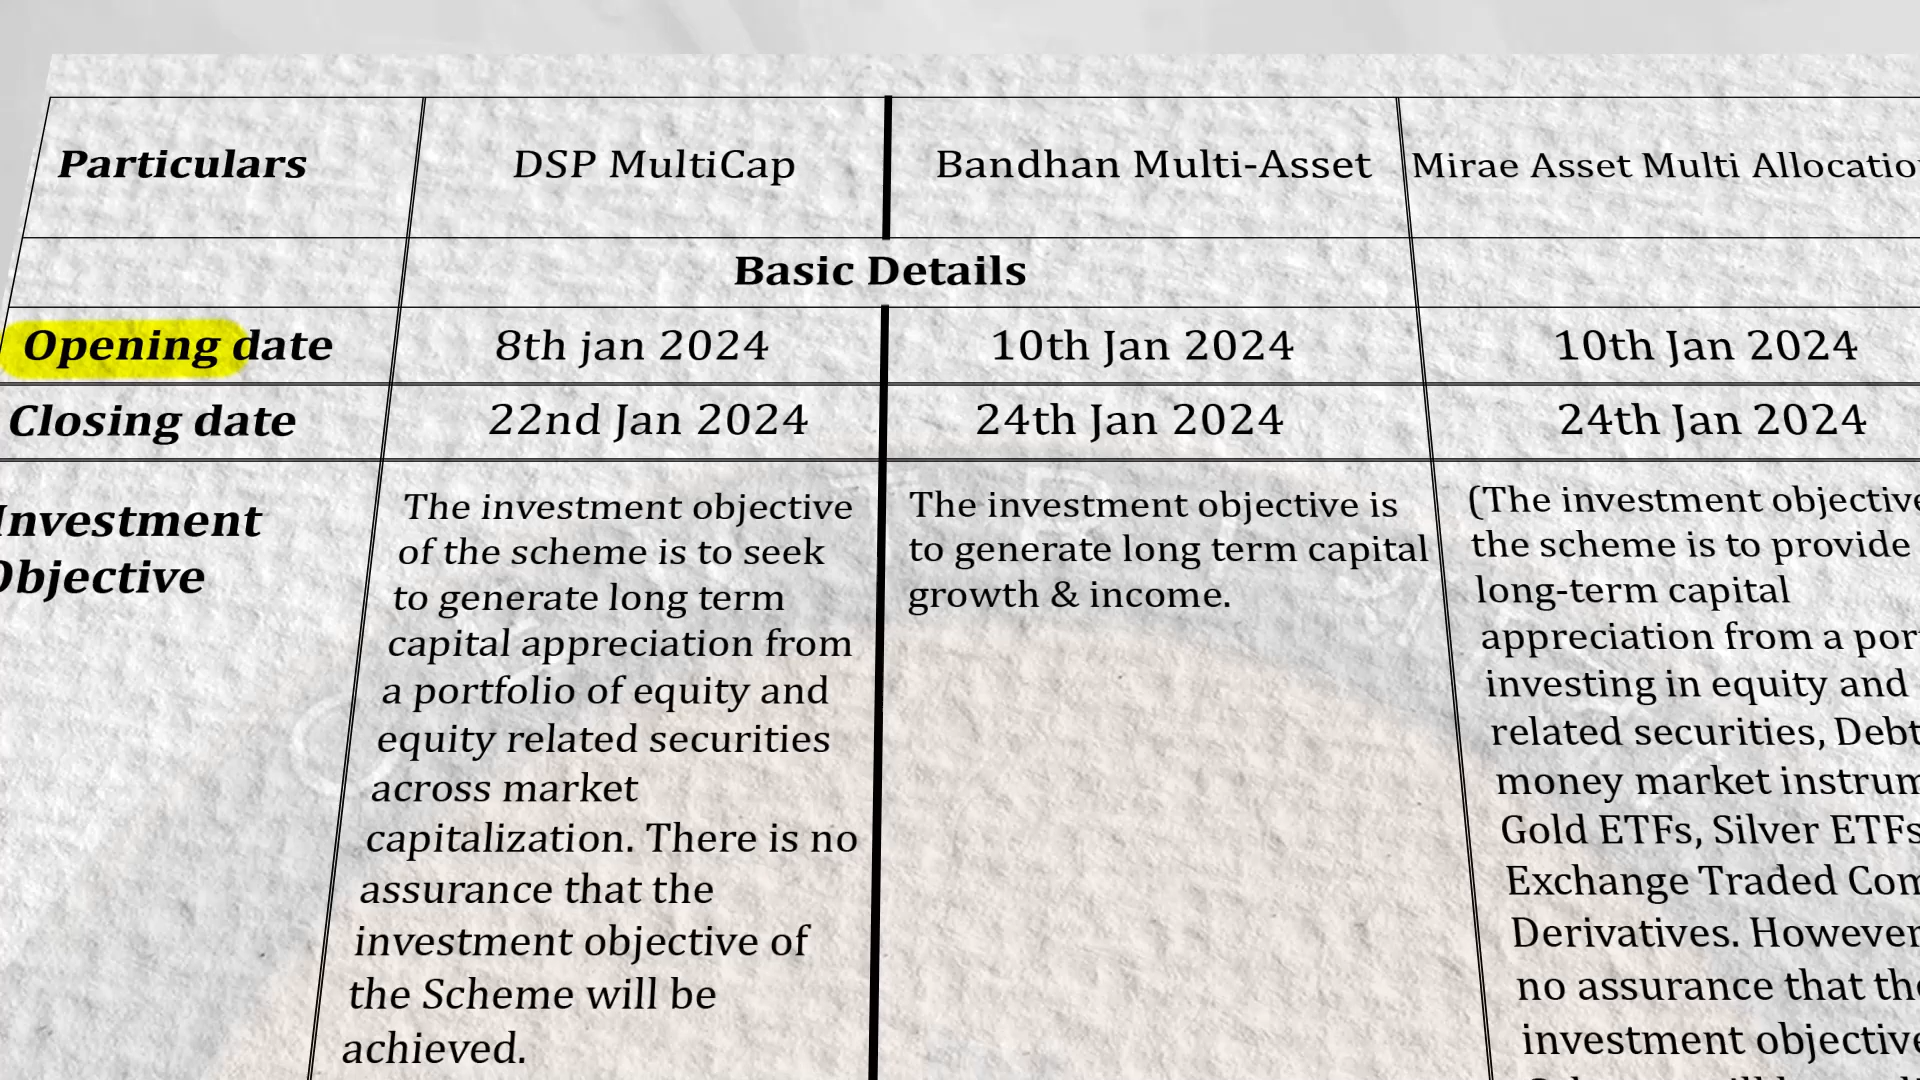 Particulars DSP MultiCap Bandhan Multi-Asset Mirae Asset Multi
Basic Details
Opening date 8th jan 2024 10th Jan 2024 10th Jan 2024
Closing date 22nd Jan 2024 24th Jan 2024 24th Jan 2024
Investment
Objective
The investment objective
of the scheme is to seek
to generate long term
capital appreciation from
a portfolio of equity and
equity related securities
across market
capitalization. There is no
assurance that the
investment objective of
the Scheme will be
achieved.
The investment objective is
to generate long term capital
growth & income.
(The investment objective
the scheme is to provide
long-term capital
appreciation from a
investing in equity and
related securities, Debt
money market
Gold ETFs, Silver ETFs
Exchange Traded
Derivatives. However
no assurance that the
investment objective